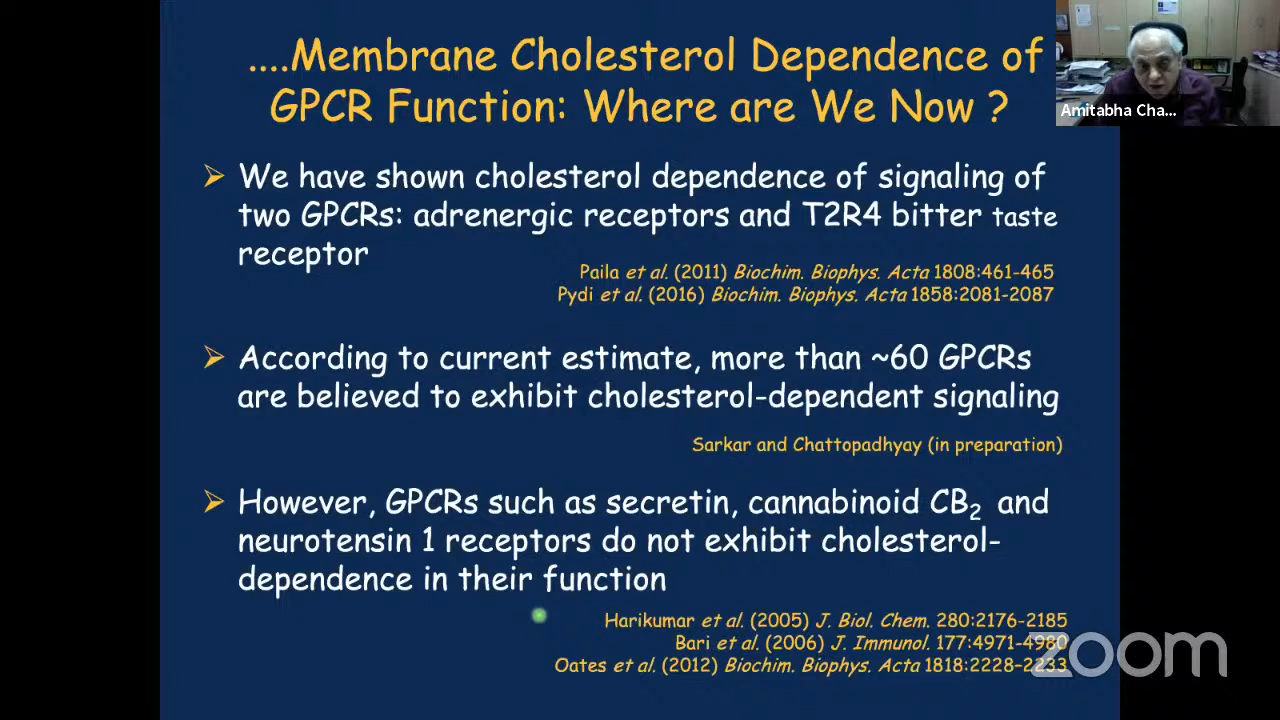 ....Membrane Cholesterol Dependence of
GPCR Function: Where are We Now ?
Amitabha Cha...
➢ We have shown cholesterol dependence of signaling of
two GPCRs: adrenergic receptors and T2R4 bitter taste
receptor
Paila et al. (2011) Biochim. Biophys. Acta 1808:461-465
Pydi et al. (2016) Biochim. Biophys. Acta 1858:2081-2087
➢ According to current estimate, more than ~60 GPCRs
are believed to exhibit cholesterol-dependent signaling
Sarkar and Chattopadhyay (in preparation)
➢ However, GPCRs such as secretin, cannabinoid CB₂ and
neurotensin 1 receptors do not exhibit cholesterol-
dependence in their function
Harikumar et al. (2005) J. Biol. Chem. 280:2176-2185
Bari et al. (2006) J. Immunol. 177:4971-4980
Oates et al. (2012) Biochim. Biophys. Acta 1818:2228-2233
zoom